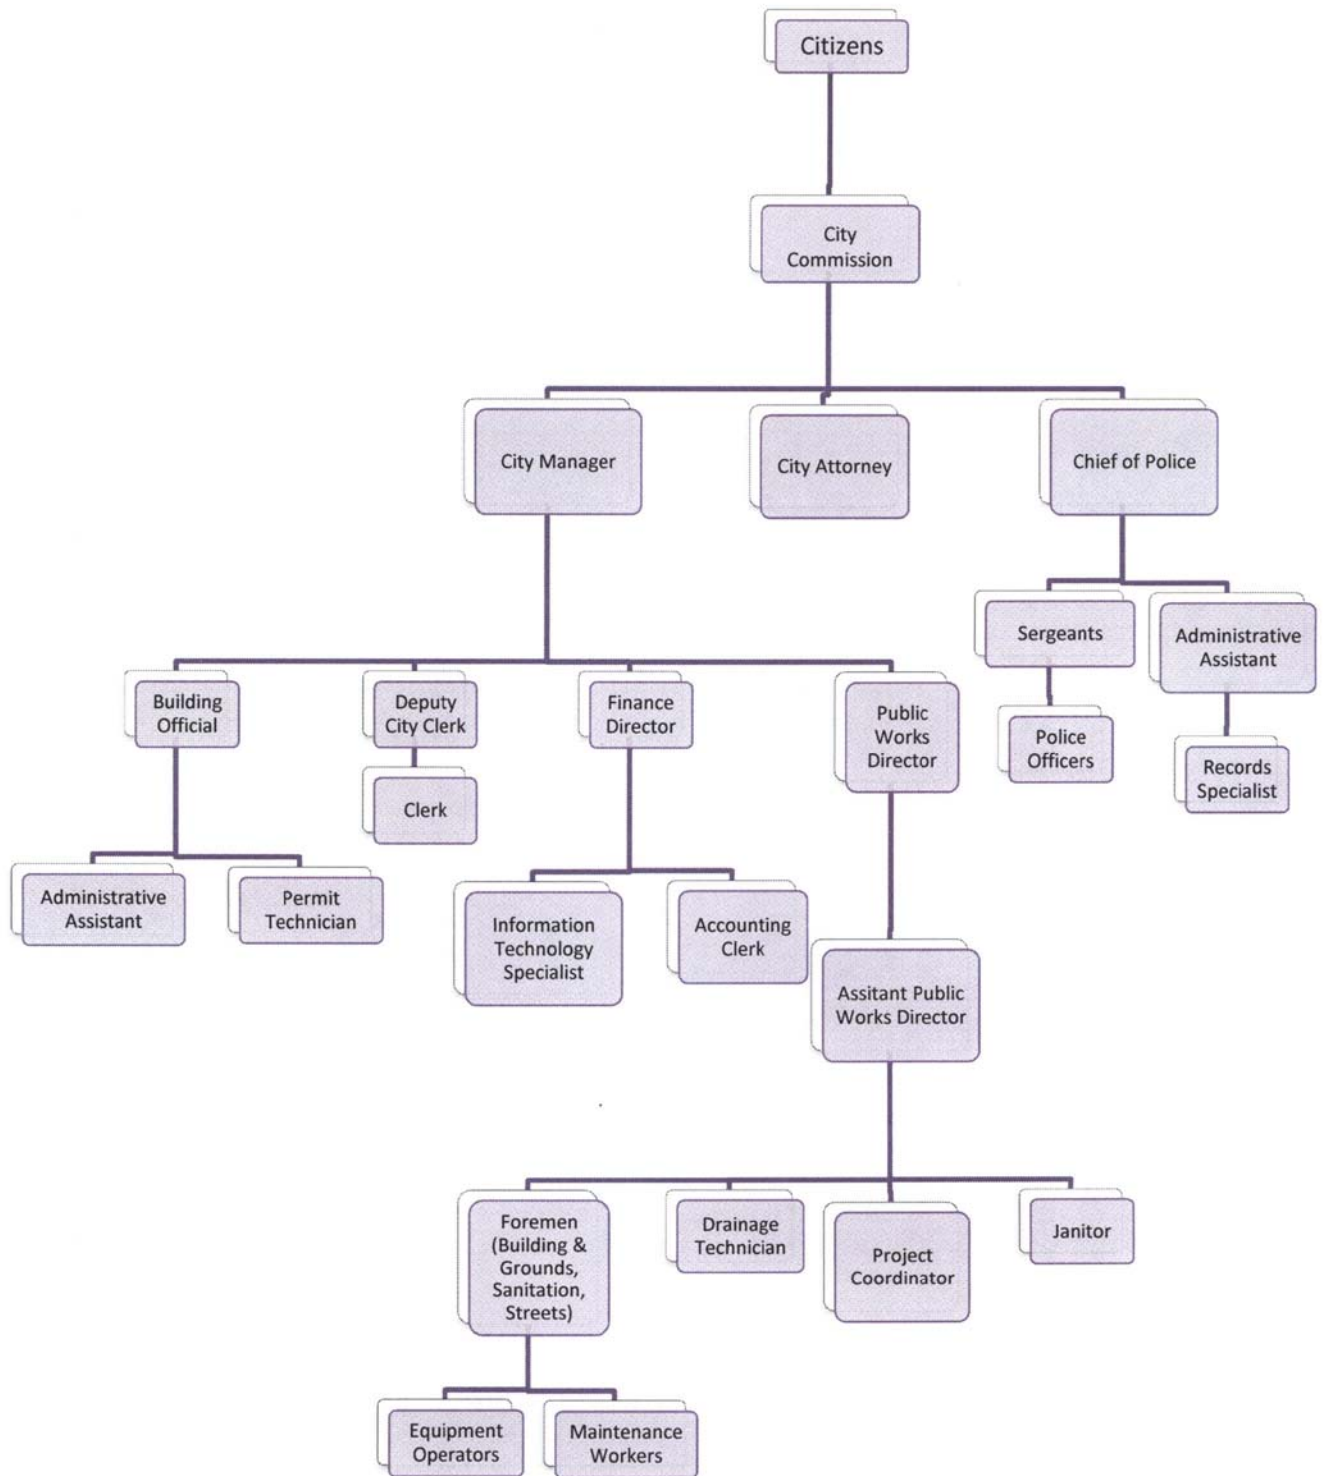 Citizens
City
Commission
City Manager
City Attorney
Chief of Police
Sergeants
Administrative
Assistant
Police
Officers
Records
Specialist
Building
Official
Deputy
City Clerk
Finance
Director
Public
Works
Director
Clerk
Administrative
Assistant
Permit
Technician
Information
Technology
Specialist
Accounting
Clerk
Assitant Public
Works Director
Foremen
(Building &
Grounds,
Sanitation,
Streets)
Drainage
Technician
Project
Coordinator
Janitor
Equipment
Operators
Maintenance
Workers